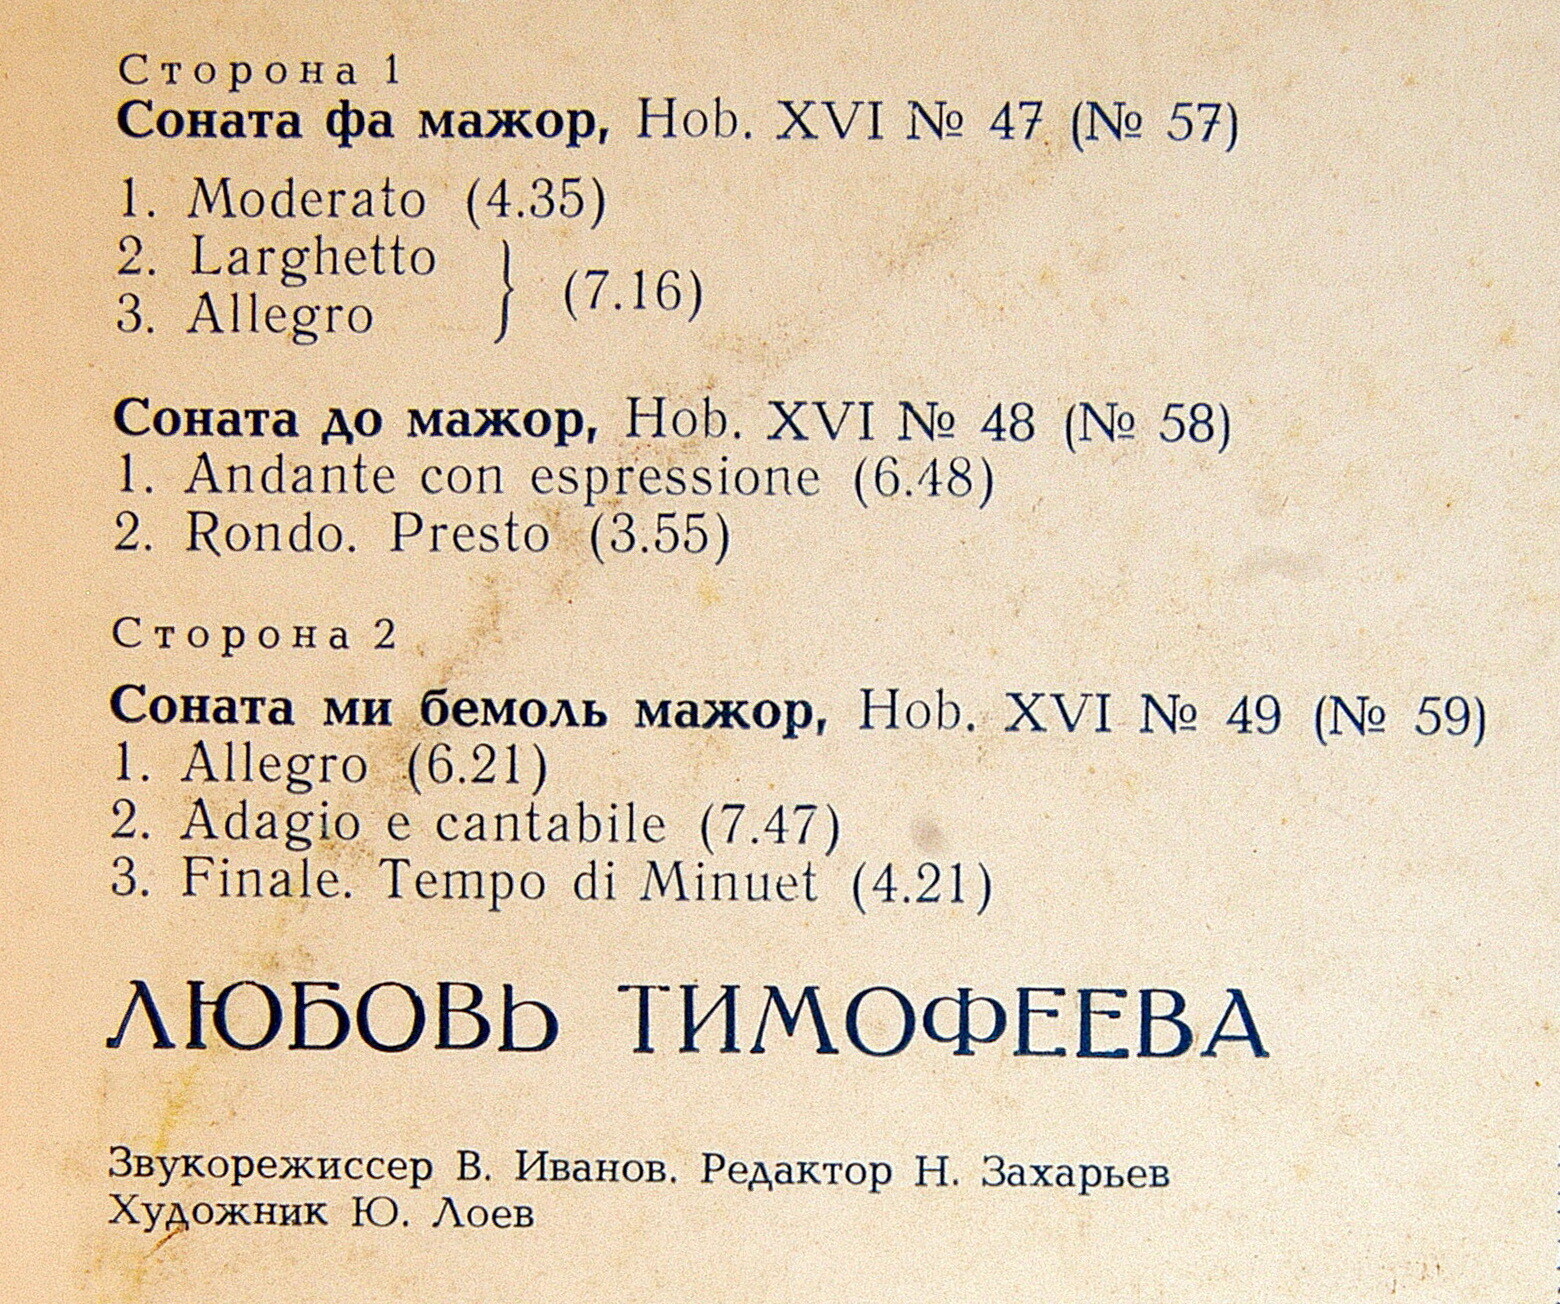 Сторона 1
Соната фа мажор, Hob. XVI № 47 (№ 57)
1. Moderato (4.35)
2. Larghetto
3. Allegro } (7.16)
Соната до мажор, Hob. XVI № 48 (№ 58)
1. Andante con espressione (6.48)
2. Rondo. Presto (3.55)
Сторона 2
Соната ми бемоль мажор, Hob. XVI № 49 (№ 59)
1. Allegro (6.21)
2. Adagio e cantabile (7.47)
3. Finale. Tempo di Minuet (4.21)
ЛЮБОВЬ ТИМОФЕЕВА
Звукорежиссер В. Иванов. Редактор Н. Захарьев
Художник Ю. Лоев